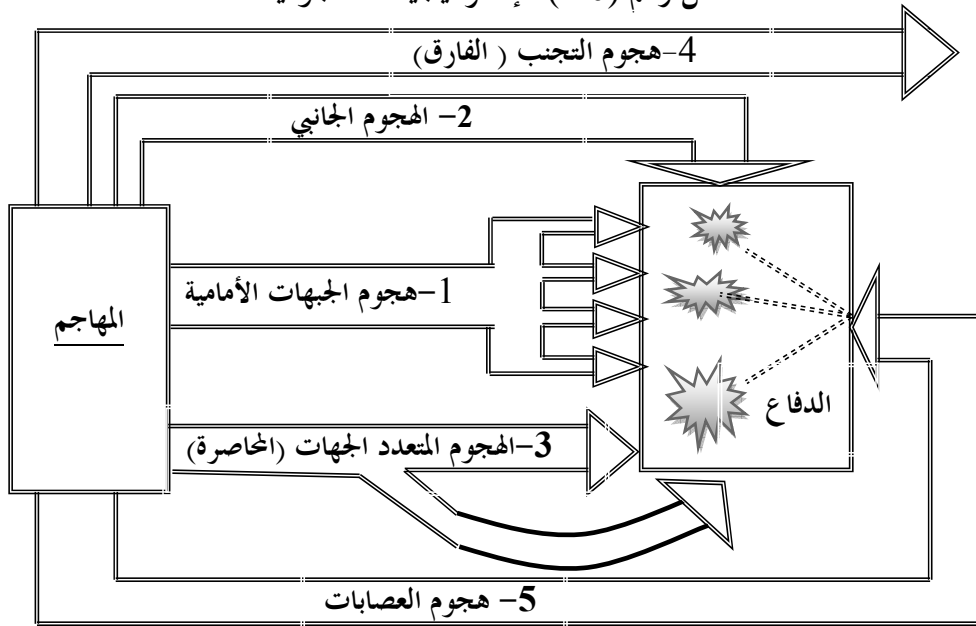 4-هجوم التجنب ( الفارق)
2- الهجوم الجانبي
1-هجوم الجبهات الأمامية
المهاجم
الدفاع
3-الهجوم المتعدد الجهات (المحاصرة)
5- هجوم العصابات